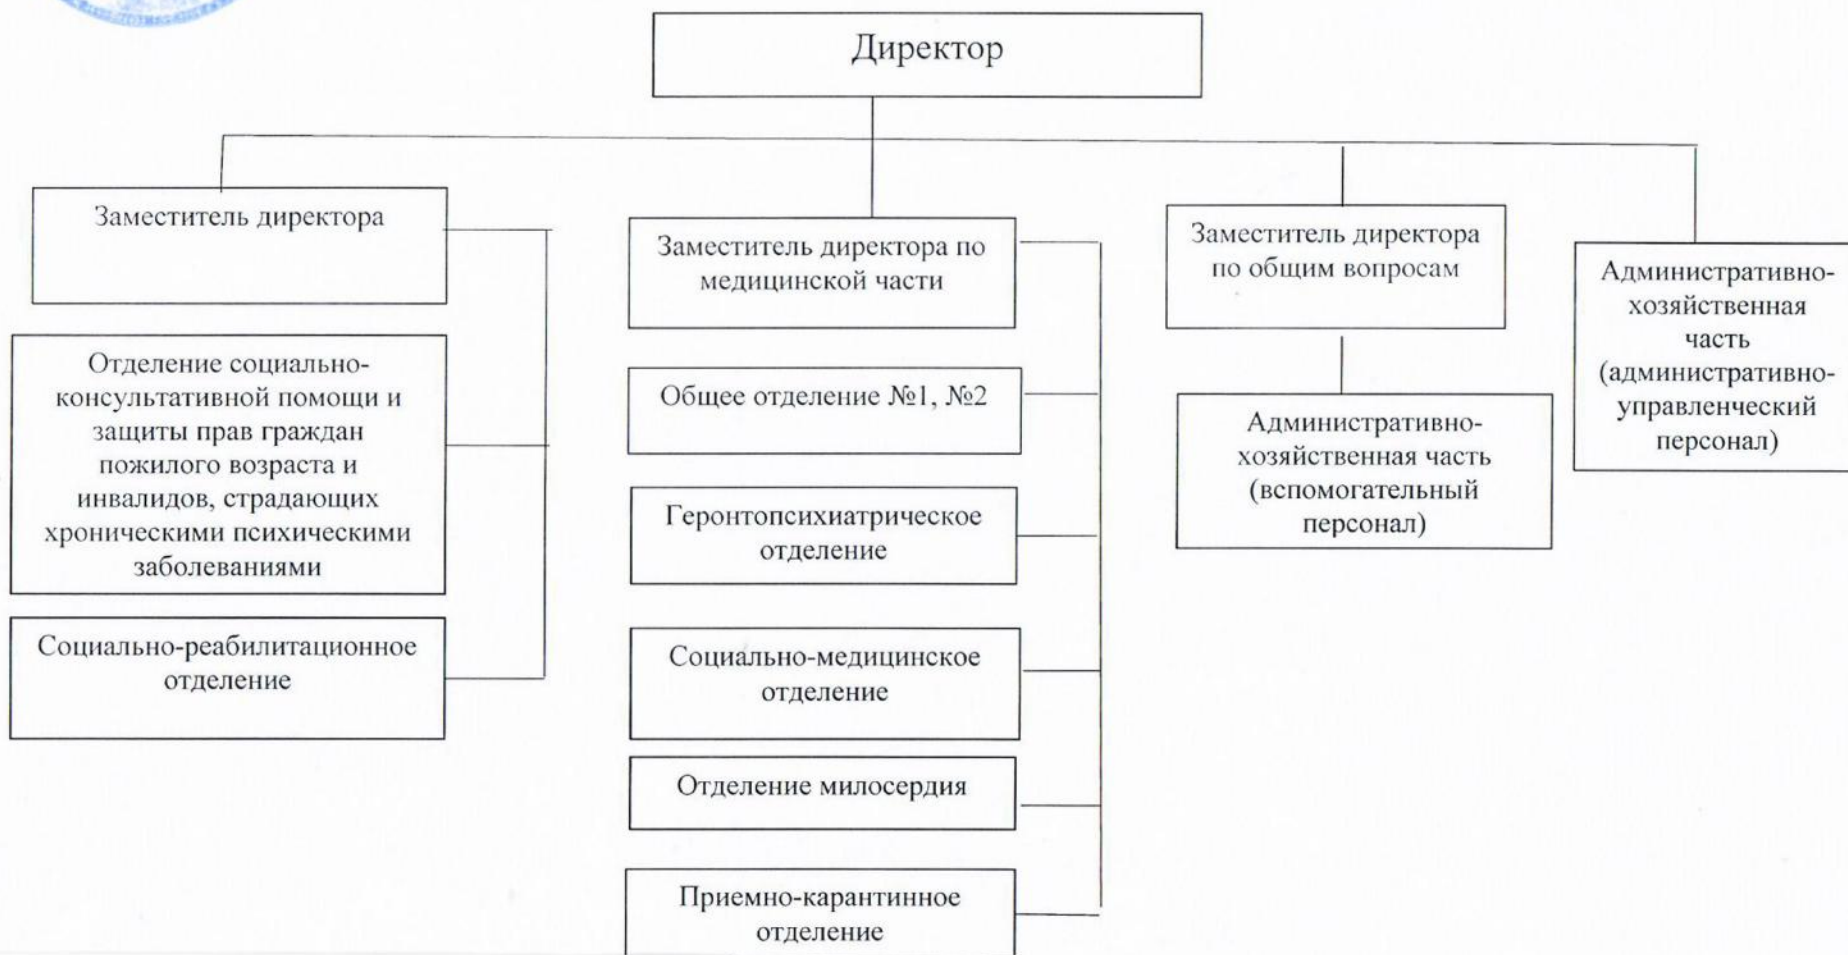 Директор
Заместитель директора
Отделение социально-
консультативной помощи и
защиты прав граждан
пожилого возраста и
инвалидов, страдающих
хроническими психическими
заболеваниями
Социально-реабилитационное
отделение
Заместитель директора по
медицинской части
Общее отделение №1, №2
Геронтопсихиатрическое
отделение
Социально-медицинское
отделение
Отделение милосердия
Приемно-карантинное
отделение
Заместитель директора
по общим вопросам
Административно-
хозяйственная часть
(вспомогательный
персонал)
Административно-
хозяйственная
часть
(административно-
управленческий
персонал)